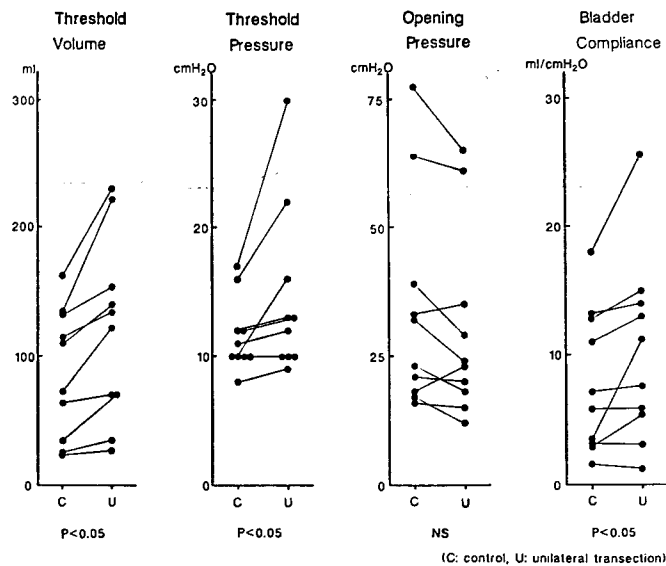 Threshold
Volume
Threshold
Pressure
Opening
Pressure
Bladder
Compliance
ml
cmH₂O
cmH₂O
ml/cmH₂O
300
200
100
0
30
20
10
0
75
50
25
0
30
20
10
0
C U
C U
C U
C U
P<0.05
P<0.05
NS
P<0.05
(C: control, U: unilateral transection)